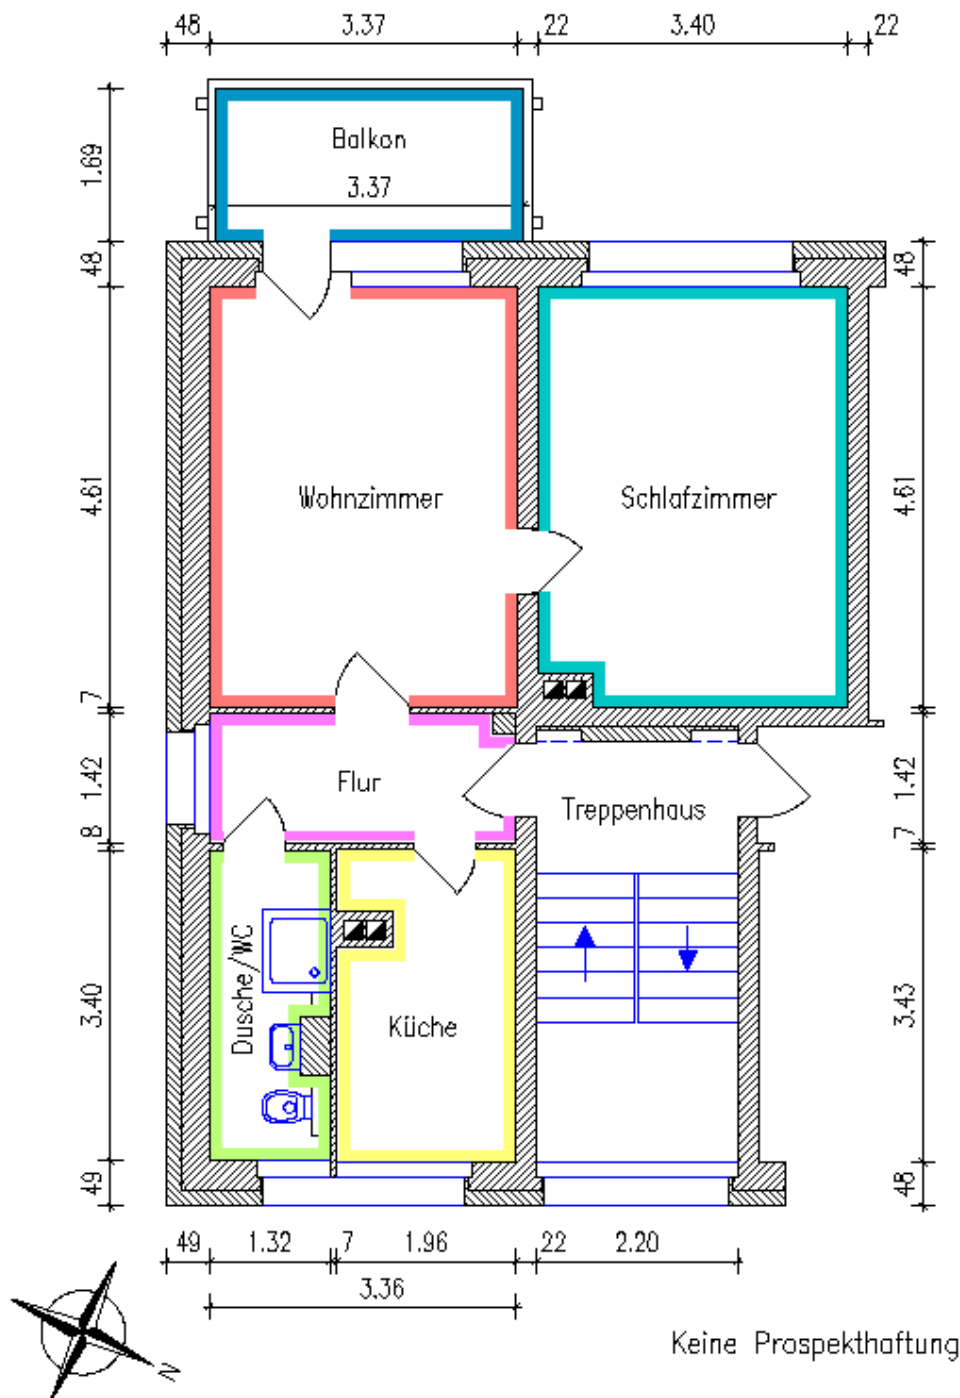 48 3.37 22 3.40 22
Balkon
3.37
1.69
48
48
4.61
Wohnzimmer
Schlafzimmer
4.61
7
1.42
Flur
Treppenhaus
1.42
8
7
Dusche/WC
3.40
Küche
3.43
49
48
49 1.32 7 1.96 22 2.20
3.36
N
Keine Prospekthaftung